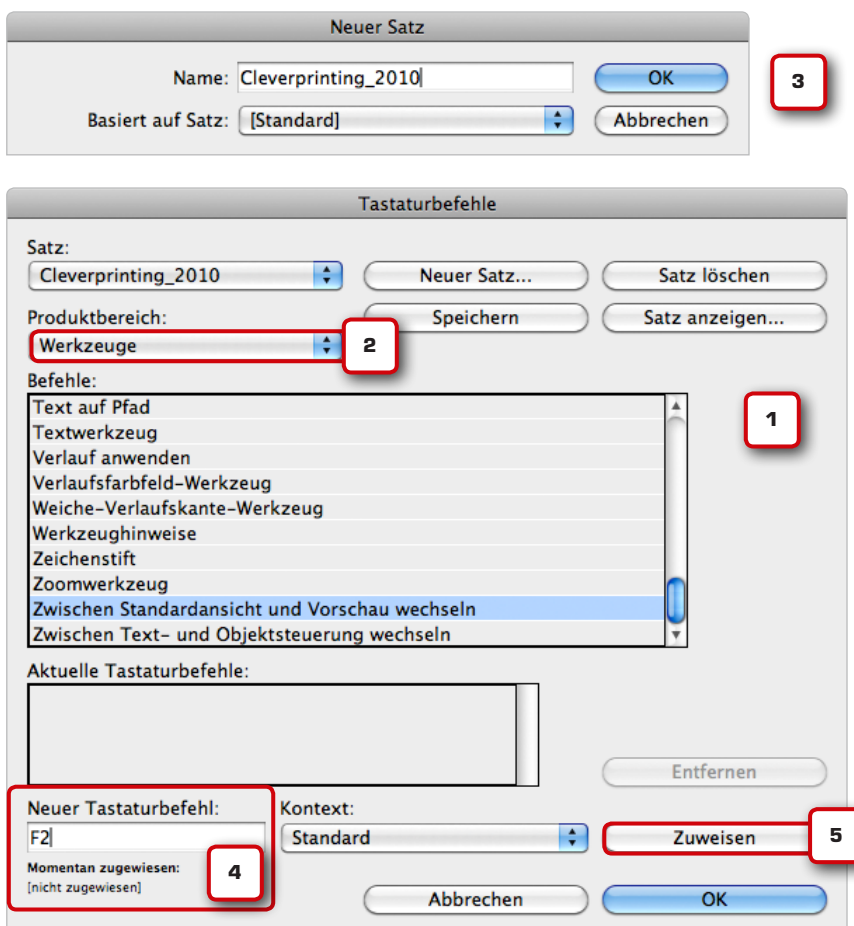 Neuer Satz
Name: Cleverprinting_2010 OK
3
Basiert auf Satz: [Standard] Abbrechen
Tastaturbefehle
Satz:
Cleverprinting_2010 Neuer Satz... Satz löschen
Produktbereich: Speichern Satz anzeigen...
Werkzeuge 2
Befehle:
1
Text auf Pfad
Textwerkzeug
Verlauf anwenden
Verlaufsfarbfeld-Werkzeug
Weiche-Verlaufskante-Werkzeug
Werkzeughinweise
Zeichenstift
Zoomwerkzeug
Zwischen Standardansicht und Vorschau wechseln
Zwischen Text- und Objektsteuerung wechseln
Aktuelle Tastaturbefehle:
Entfernen
Neuer Tastaturbefehl: Kontext:
F2 Standard Zuweisen 5
Momentan zugewiesen: 4
[nicht zugewiesen]
Abbrechen OK